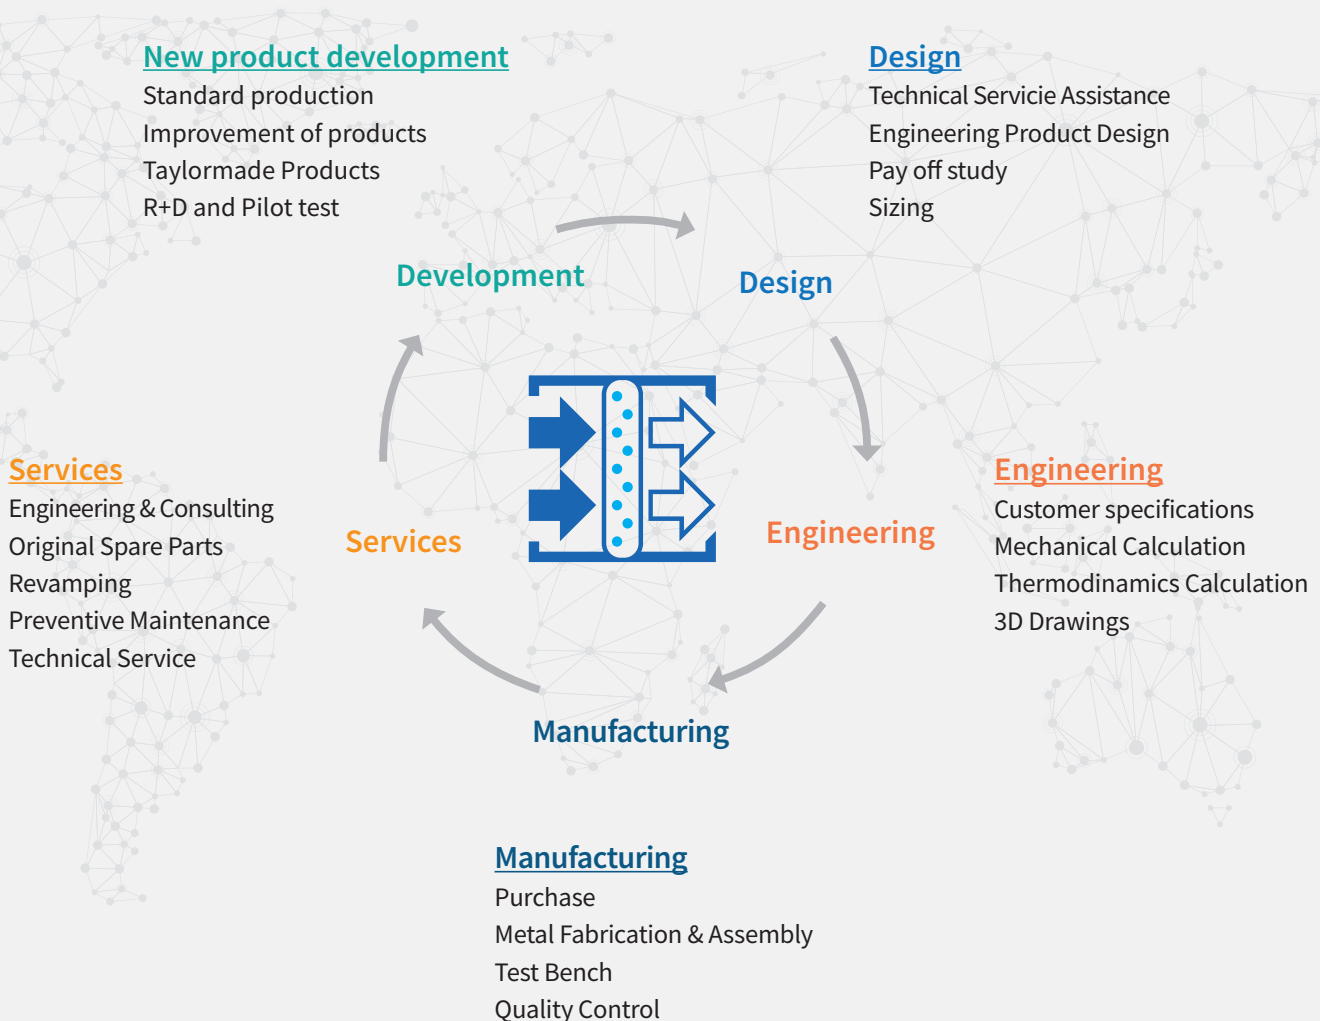 New product development
Standard production
Improvement of products
Taylormade Products
R+D and Pilot test
Design
Technical Servicie Assistance
Engineering Product Design
Pay off study
Sizing
Development
Design
Services
Engineering & Consulting
Original Spare Parts
Revamping
Preventive Maintenance
Technical Service
Services
Engineering
Engineering
Customer specifications
Mechanical Calculation
Thermodinamics Calculation
3D Drawings
Manufacturing
Manufacturing
Purchase
Metal Fabrication & Assembly
Test Bench
Quality Control